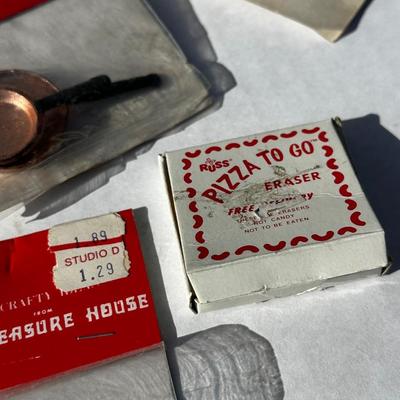 RUSS
PIZZA TO GO
ERASER
FREE
ERASERS
NOT CANDY
NOT TO BE EATEN
1.89
STUDIO D
1.29
CRAFTY
FROM
EASURE HOUSE